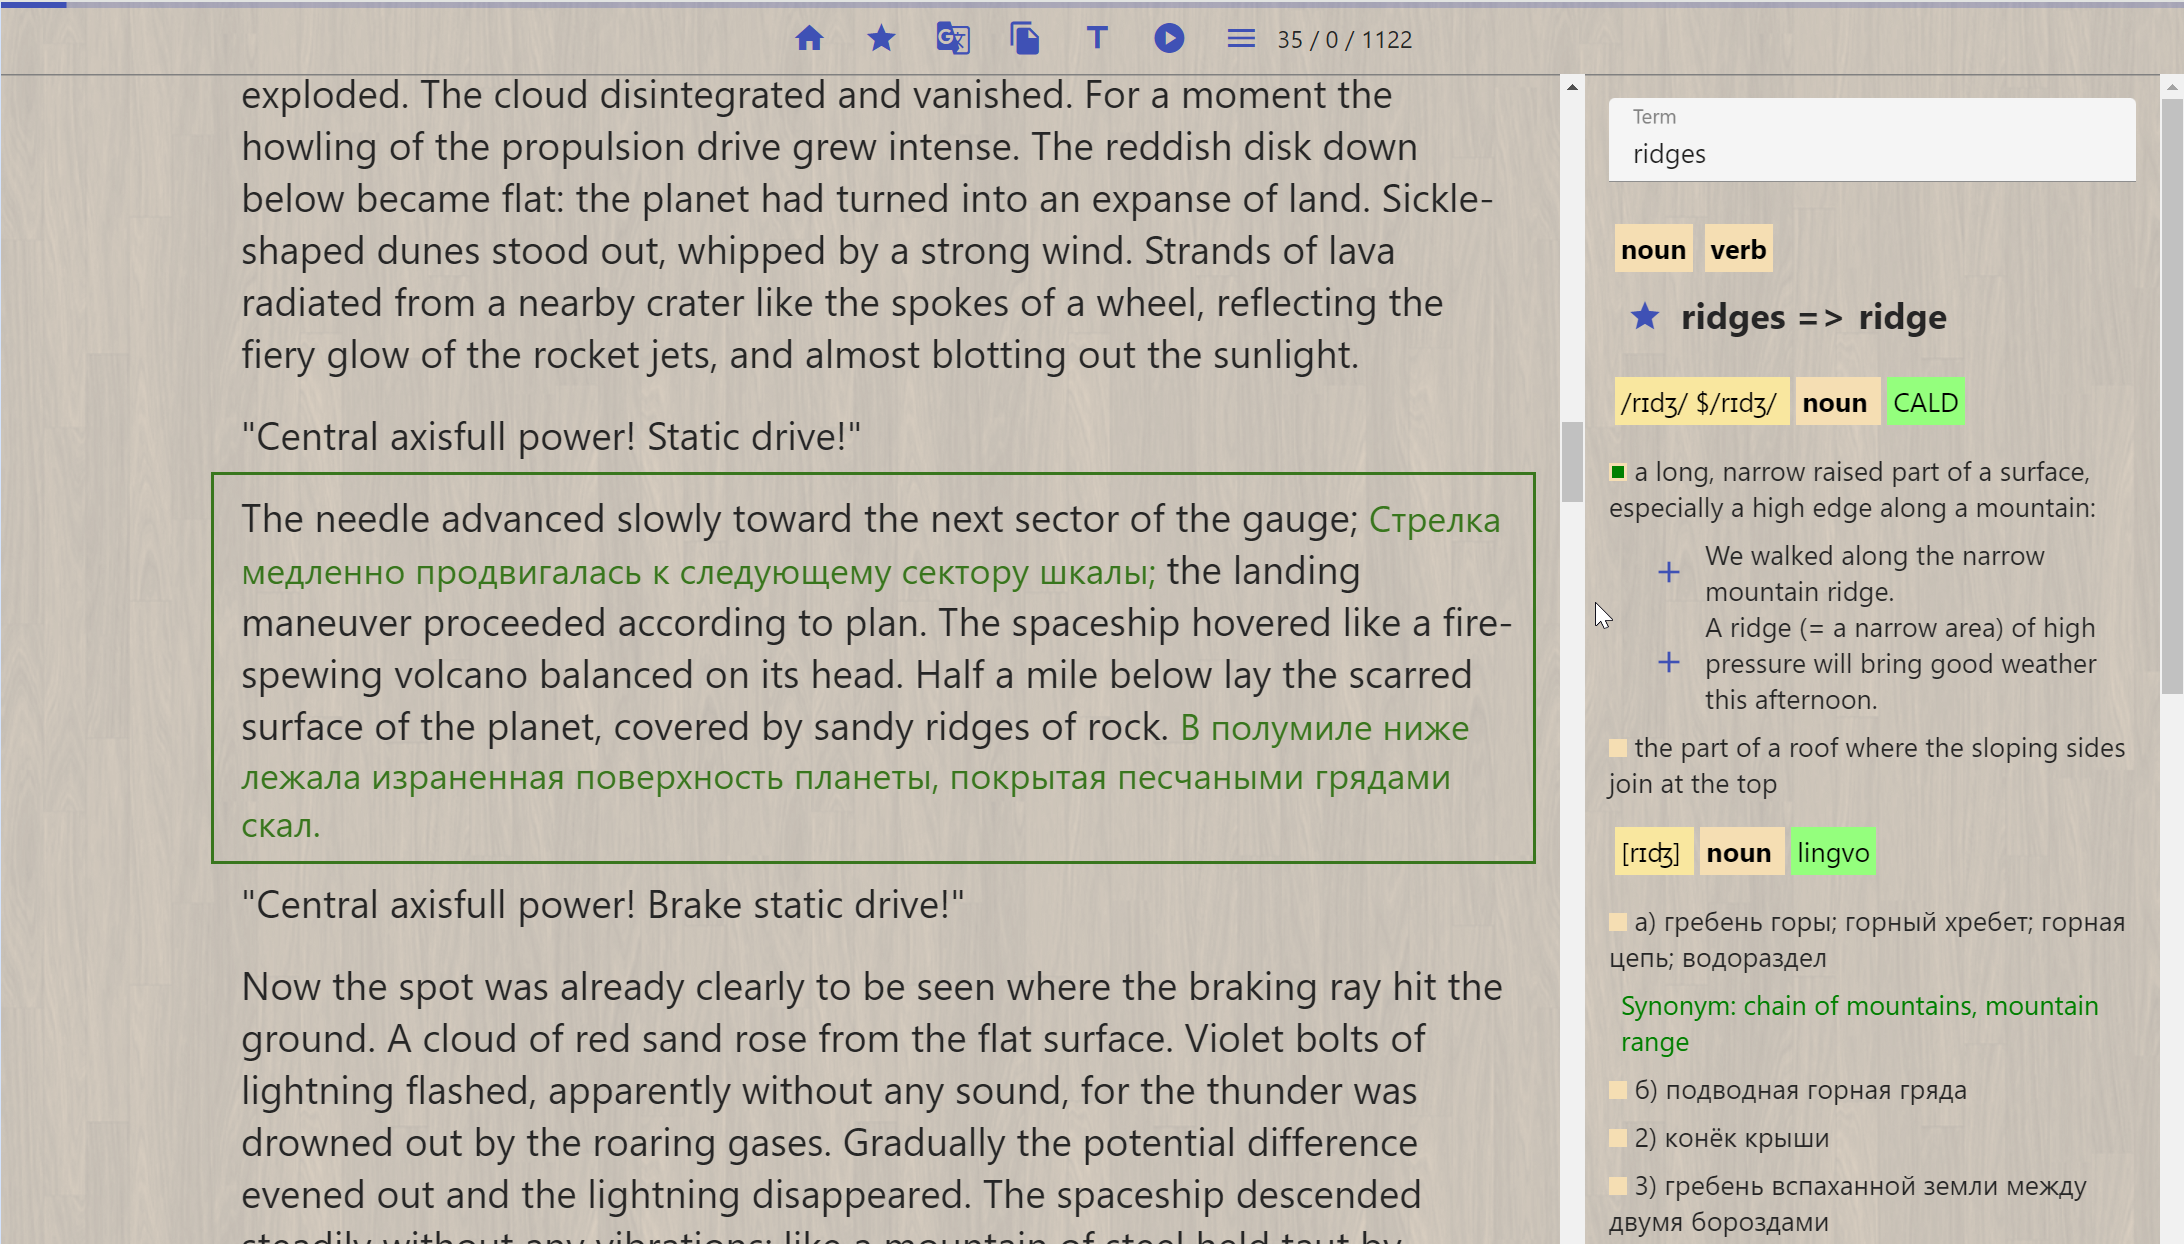 35 / 0 / 1122
exploded. The cloud disintegrated and vanished. For a moment the
howling of the propulsion drive grew intense. The reddish disk down
below became flat: the planet had turned into an expanse of land. Sickle-
shaped dunes stood out, whipped by a strong wind. Strands of lava
radiated from a nearby crater like the spokes of a wheel, reflecting the
fiery glow of the rocket jets, and almost blotting out the sunlight.
"Central axisfull power! Static drive!"
The needle advanced slowly toward the next sector of the gauge; Стрелка
медленно продвигалась к следующему сектору шкалы; the landing
maneuver proceeded according to plan. The spaceship hovered like a fire-
spewing volcano balanced on its head. Half a mile below lay the scarred
surface of the planet, covered by sandy ridges of rock. В полумиле ниже
лежала израненная поверхность планеты, покрытая песчаными грядами
скал.
"Central axisfull power! Brake static drive!"
Now the spot was already clearly to be seen where the braking ray hit the
ground. A cloud of red sand rose from the flat surface. Violet bolts of
lightning flashed, apparently without any sound, for the thunder was
drowned out by the roaring gases. Gradually the potential difference
evened out and the lightning disappeared. The spaceship descended
steadily without any vibrations; like a mountain of steel held taut by
Term
ridges
noun verb
ridges => ridge
/rɪdʒ/ $/rɪdʒ/ noun CALD
a long, narrow raised part of a surface,
especially a high edge along a mountain:
We walked along the narrow
mountain ridge.
A ridge (= a narrow area) of high
pressure will bring good weather
this afternoon.
the part of a roof where the sloping sides
join at the top
[rɪʤ] noun lingvo
а) гребень горы; горный хребет; горная
цепь; водораздел
Synonym: chain of mountains, mountain
range
б) подводная горная гряда
2) конёк крыши
3) гребень вспаханной земли между
двумя бороздами